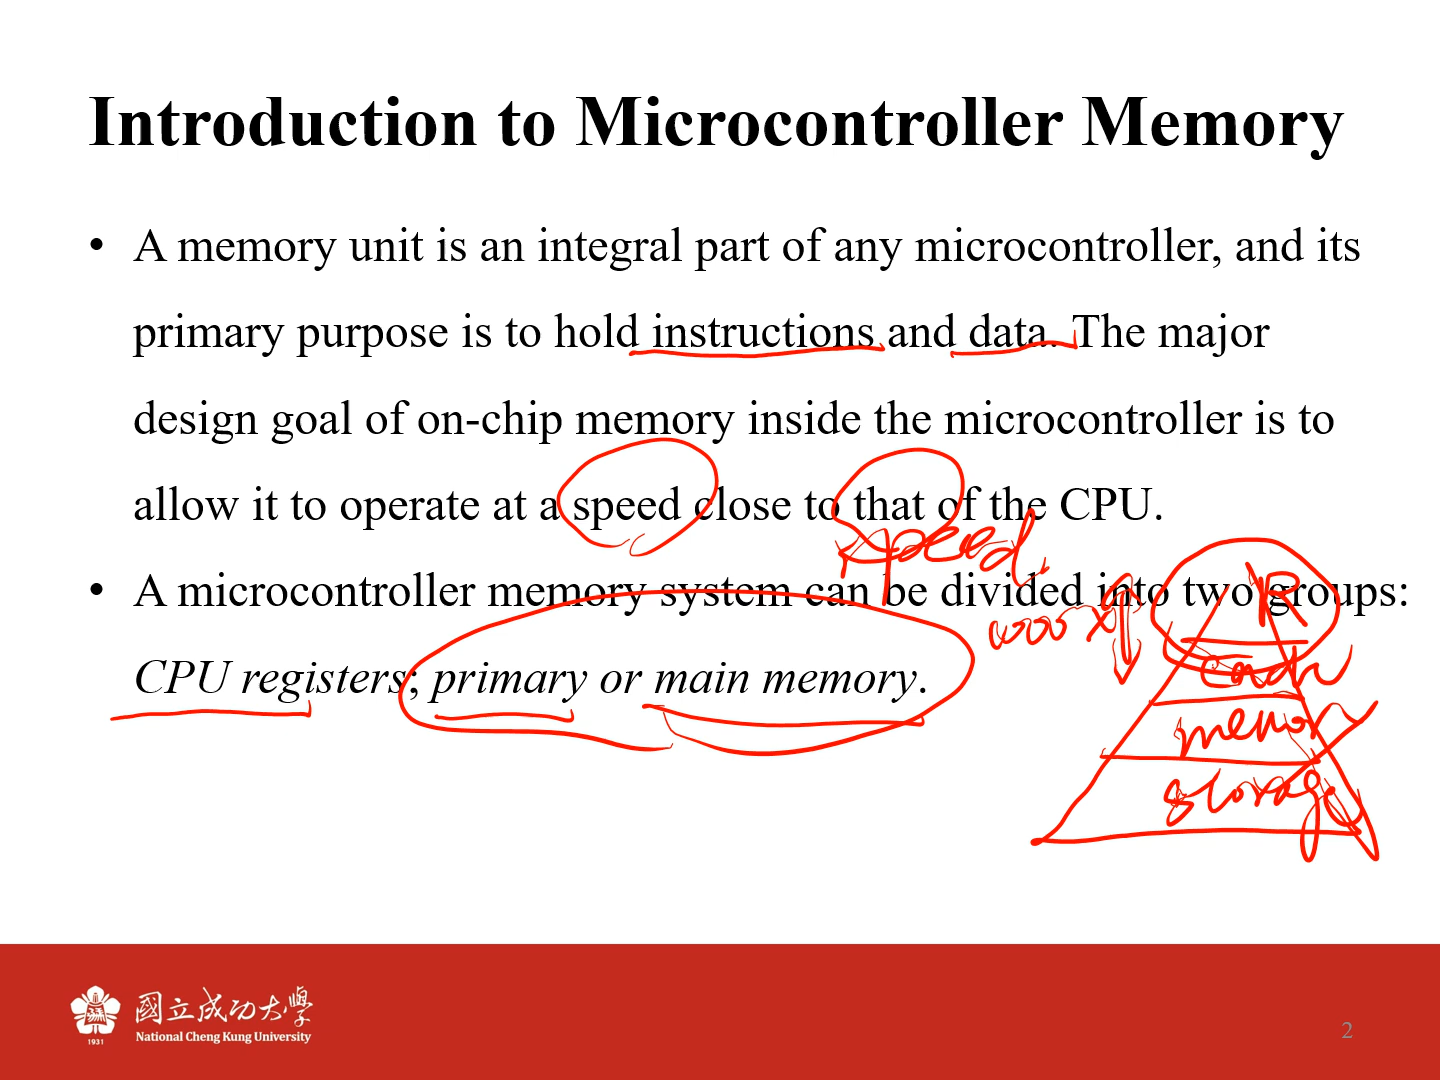 Introduction to Microcontroller Memory
• A memory unit is an integral part of any microcontroller, and its
primary purpose is to hold instructions and data. The major
design goal of on-chip memory inside the microcontroller is to
allow it to operate at a speed close to that of the CPU.
speed
• A microcontroller memory system can be divided into two groups:
CPU registers; primary or main memory.
R
memory
storage
國立成功大學
National Cheng Kung University
1931
2